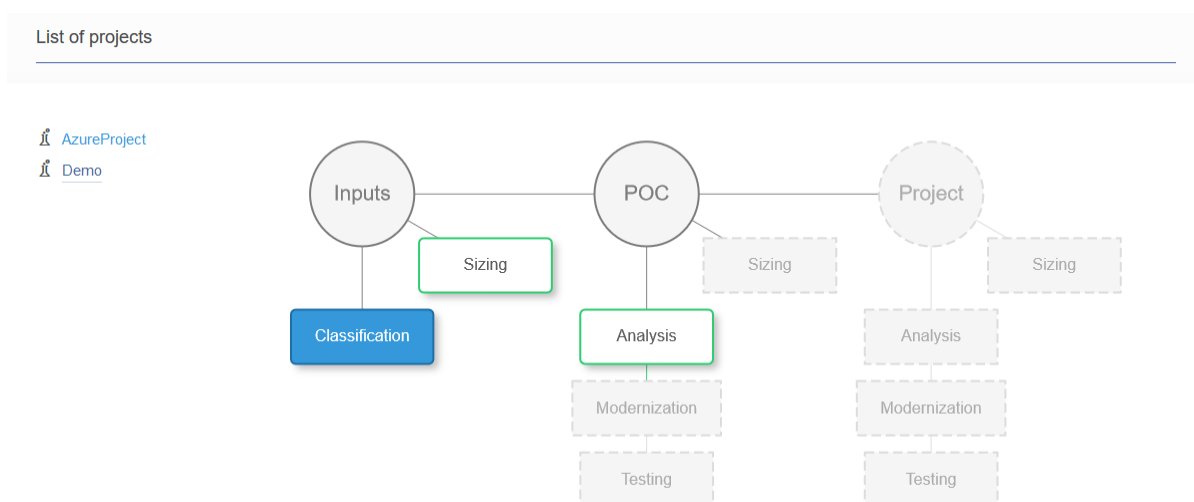 List of projects
AzureProject
Demo
Inputs
POC
Project
Sizing
Sizing
Sizing
Classification
Analysis
Analysis
Modernization
Modernization
Testing
Testing